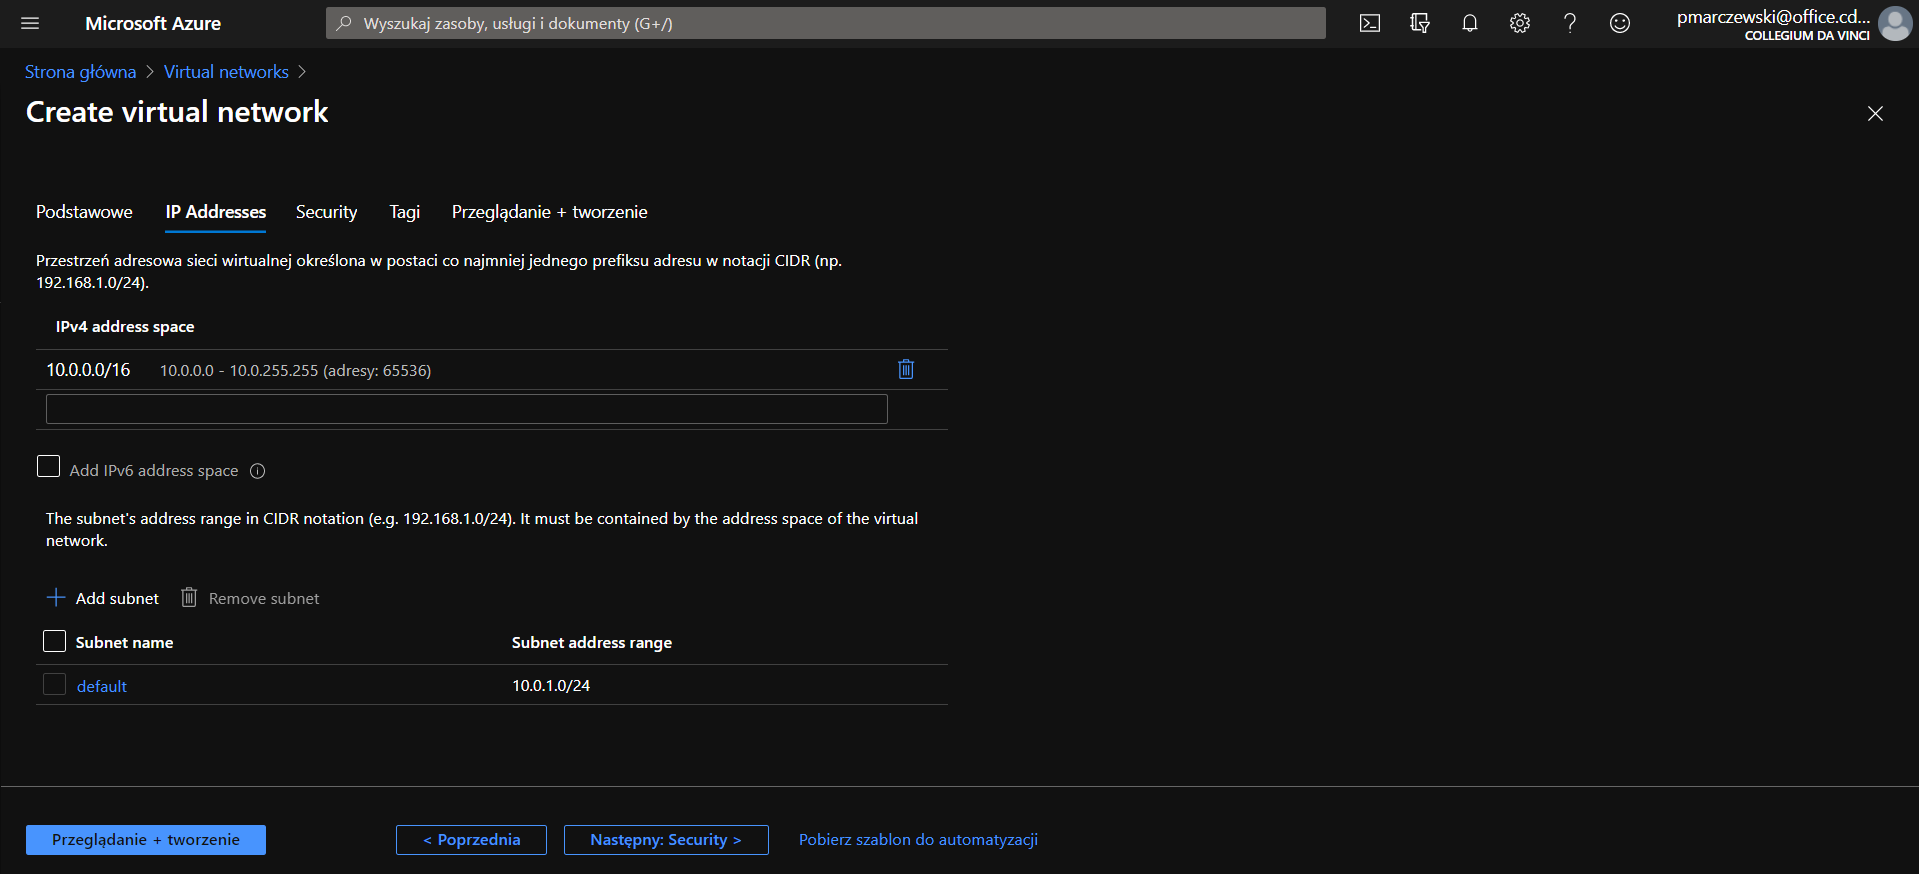 Microsoft Azure
Wyszukaj zasoby, usługi i dokumenty (G+/)
pmarczewski@office.cd...
COLLEGIUM DA VINCI
Strona główna > Virtual networks >
Create virtual network
Podstawowe IP Addresses Security Tagi Przeglądanie + tworzenie
Przestrzeń adresowa sieci wirtualnej określona w postaci co najmniej jednego prefiksu adresu w notacji CIDR (np.
192.168.1.0/24).
IPv4 address space
10.0.0.0/16 10.0.0.0 - 10.0.255.255 (adresy: 65536)
Add IPv6 address space
The subnet's address range in CIDR notation (e.g. 192.168.1.0/24). It must be contained by the address space of the virtual
network.
Add subnet Remove subnet
Subnet name Subnet address range
default 10.0.1.0/24
Przeglądanie + tworzenie < Poprzednia Następny: Security > Pobierz szablon do automatyzacji